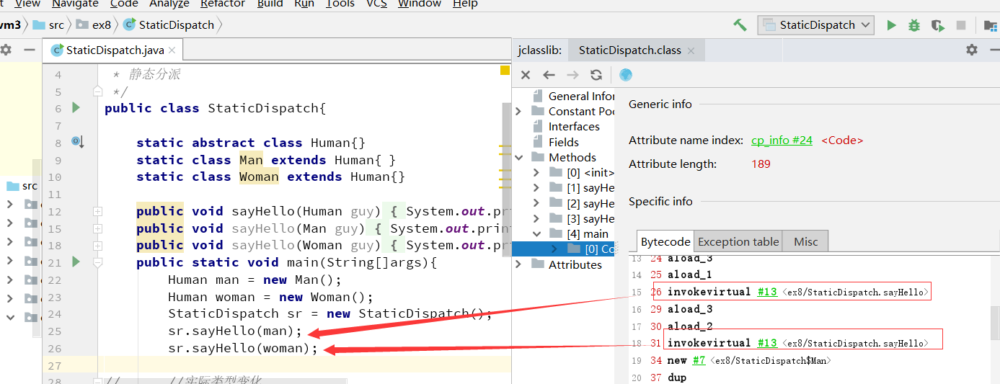 View Navigate Code Analyze Refactor Build Run Tools VCS Window Help
vm3 src ex8 StaticDispatch
StaticDispatch
StaticDispatch.java
4 * 静态分派
5 */
6 public class StaticDispatch{
7
8 static abstract class Human{}
9 static class Man extends Human{ }
10 static class Woman extends Human{}
11
12 public void sayHello(Human guy) { System.out.pr
15 public void sayHello(Man guy) { System.out.prin
18 public void sayHello(Woman guy) { System.out.p
21 public static void main(String[]args){
22 Human man = new Man();
23 Human woman = new Woman();
24 StaticDispatch sr = new StaticDispatch();
25 sr.sayHello(man);
26 sr.sayHello(woman);
27
28 // //实际类型变化
src
jclasslib: StaticDispatch.class
General Infor
Constant Poo
Interfaces
Fields
Methods
[0] <init>
[1] sayHe
[2] sayHe
[3] sayHe
[4] main
[0] Co
Attributes
Generic info
Attribute name index: cp_info #24 <Code>
Attribute length: 189
Specific info
Bytecode Exception table Misc
13 24 aload_3
14 25 aload_1
15 26 invokevirtual #13 <ex8/StaticDispatch.sayHello>
16 29 aload_3
17 30 aload_2
18 31 invokevirtual #13 <ex8/StaticDispatch.sayHello>
19 34 new #7 <ex8/StaticDispatch$Man>
20 37 dup